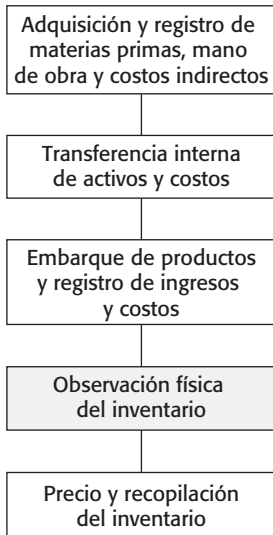 Adquisición y registro de
materias primas, mano
de obra y costos indirectos
Transferencia interna
de activos y costos
Embarque de productos
y registro de ingresos
y costos
Observación física
del inventario
Precio y recopilación
del inventario